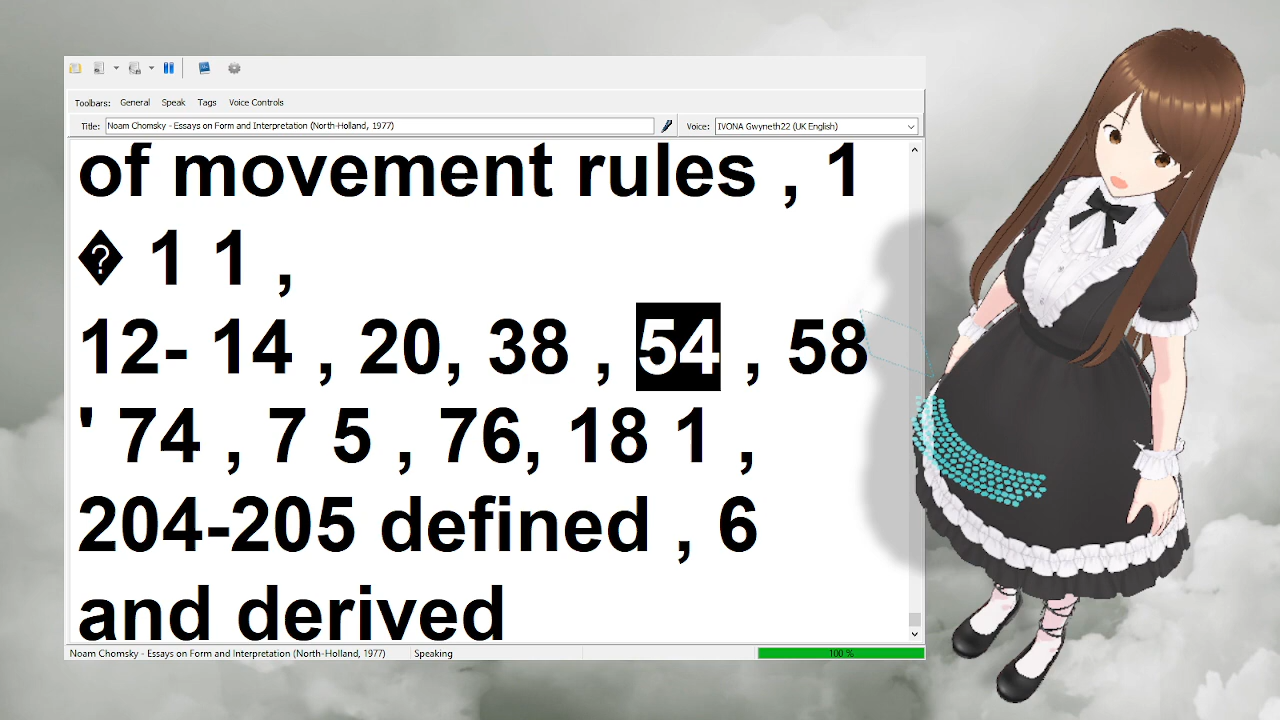 Toolbars: General Speak Tags Voice Controls
Title: Noam Chomsky - Essays on Form and Interpretation (North-Holland, 1977) Voice: IVONA Gwyneth22 (UK English)
of movement rules , 1
� 1 1 ,
12- 14 , 20, 38 , 54 , 58
' 74 , 7 5 , 76, 18 1 ,
204-205 defined , 6
and derived
Noam Chomsky - Essays on Form and Interpretation (North-Holland, 1977) Speaking 100 %